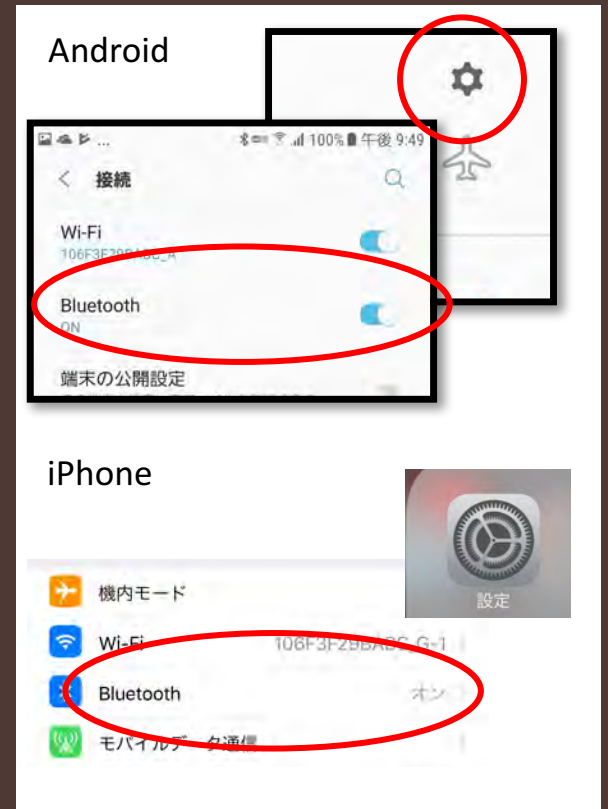 Android
... 100% 午後 9:49
接続
Wi-Fi
Bluetooth
ON
端末の公開設定
iPhone
設定
機内モード
Wi-Fi
Bluetooth オン
モバイルデータ通信